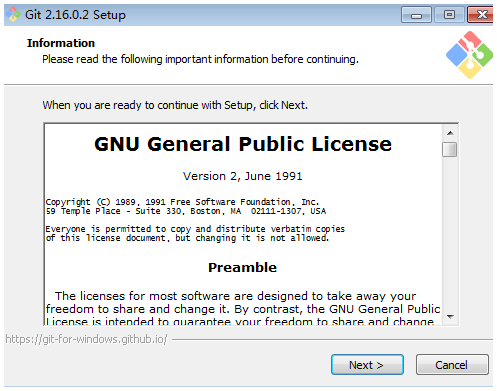 Git 2.16.0.2 Setup
Information
Please read the following important information before continuing.
When you are ready to continue with Setup, click Next.
GNU General Public License
Version 2, June 1991
Copyright (C) 1989, 1991 Free Software Foundation, Inc.
59 Temple Place - Suite 330, Boston, MA  02111-1307, USA
Everyone is permitted to copy and distribute verbatim copies
of this license document, but changing it is not allowed.
Preamble
The licenses for most software are designed to take away your
freedom to share and change it. By contrast, the GNU General Public
License is intended to guarantee your freedom to share and change
https://git-for-windows.github.io/
Next >
Cancel